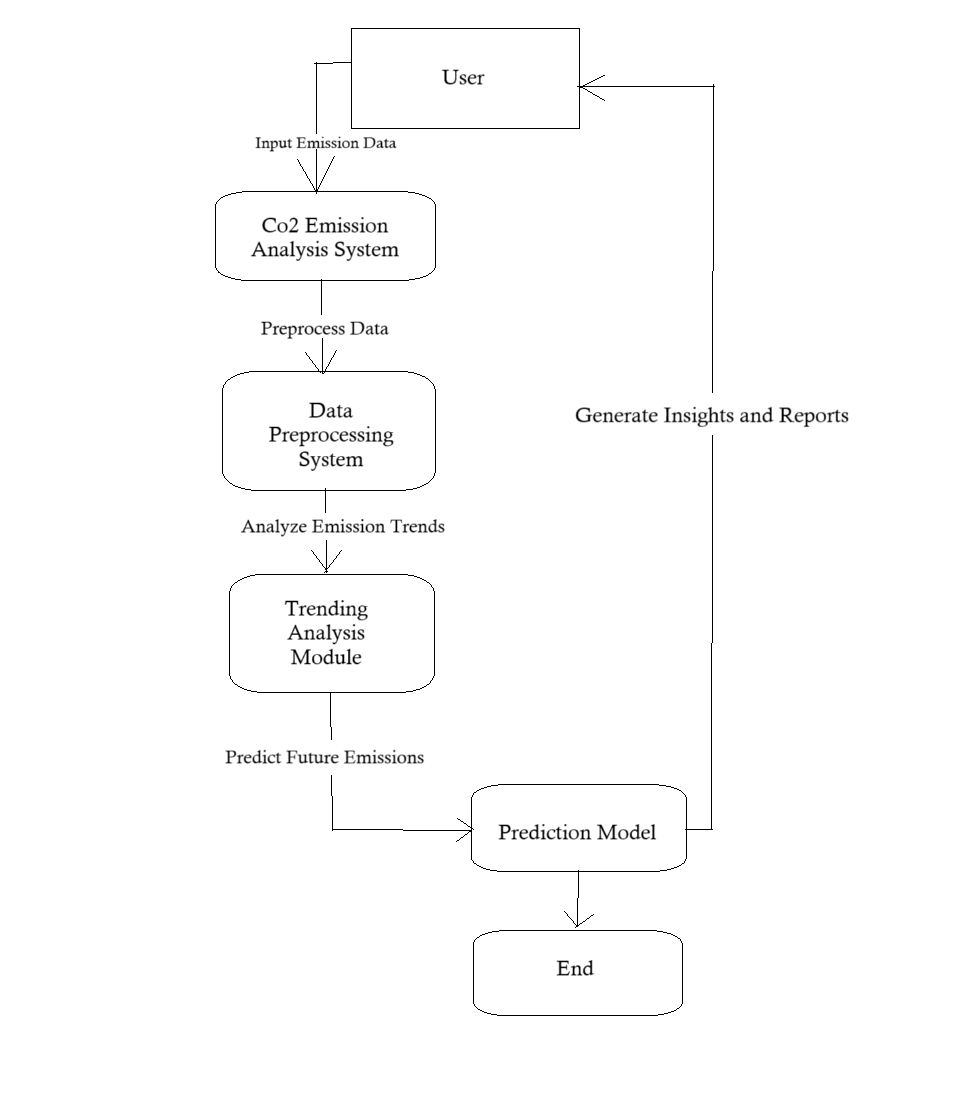 User
Input Emission Data
Co2 Emission
Analysis System
Preprocess Data
Data
Preprocessing
System
Generate Insights and Reports
Analyze Emission Trends
Trending
Analysis
Module
Predict Future Emissions
Prediction Model
End